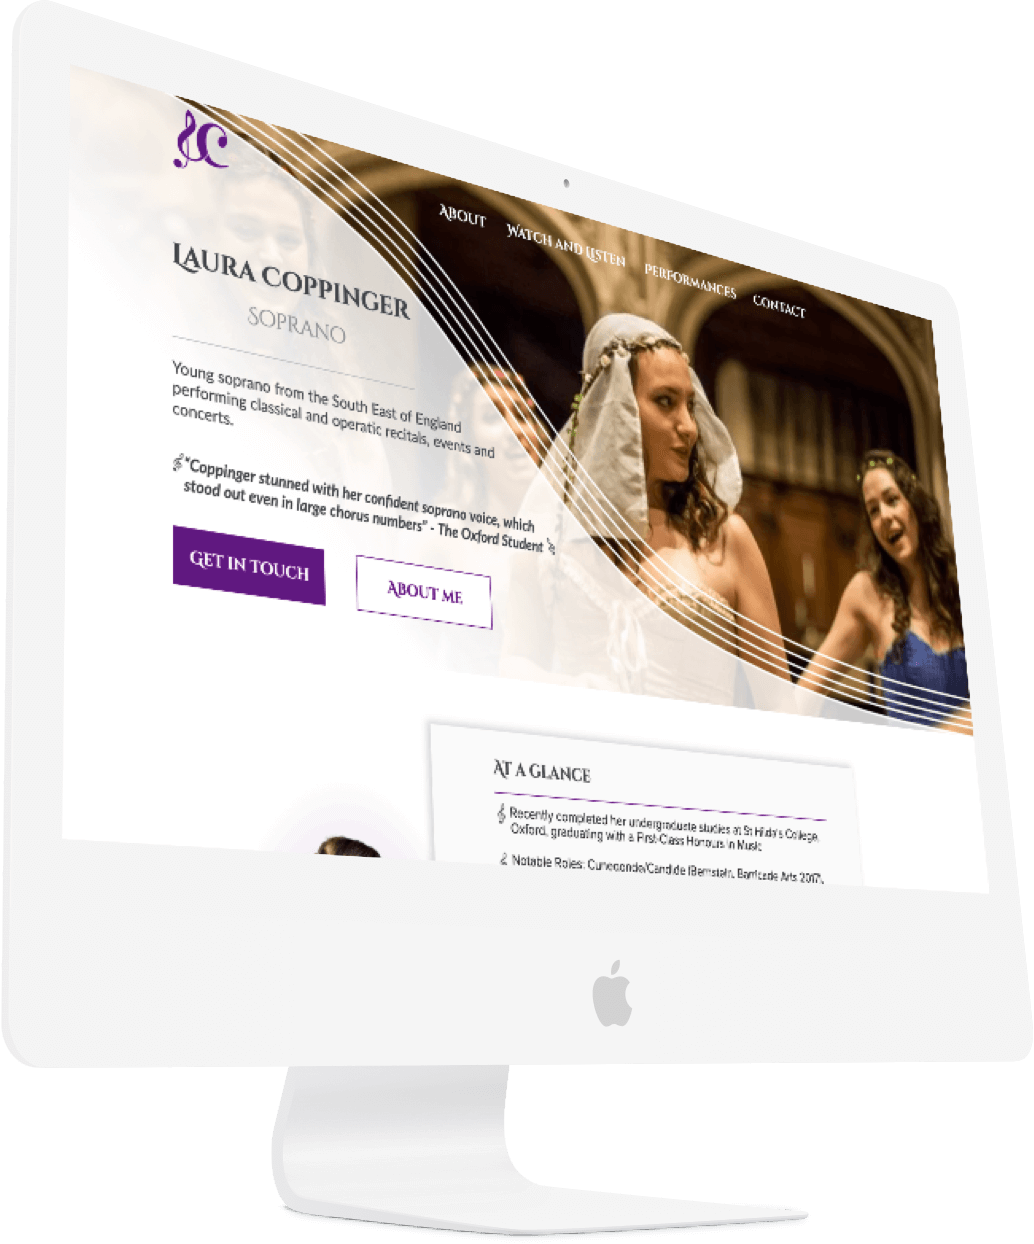 About
Watch and Listen
Performances
Contact
Laura Coppinger
Soprano
Young soprano from the South East of England
performing classical and operatic recitals, events and
concerts.
“Coppinger stunned with her confident soprano voice, which
stood out even in large chorus numbers” - The Oxford Student
Get in touch
About me
At a glance
Recently completed her undergraduate studies at St Hilda's College,
Oxford, graduating with a First-Class Honours in Music
Notable Roles: Cunegonde/Candide (Bernstein, Barricade Arts 2017),